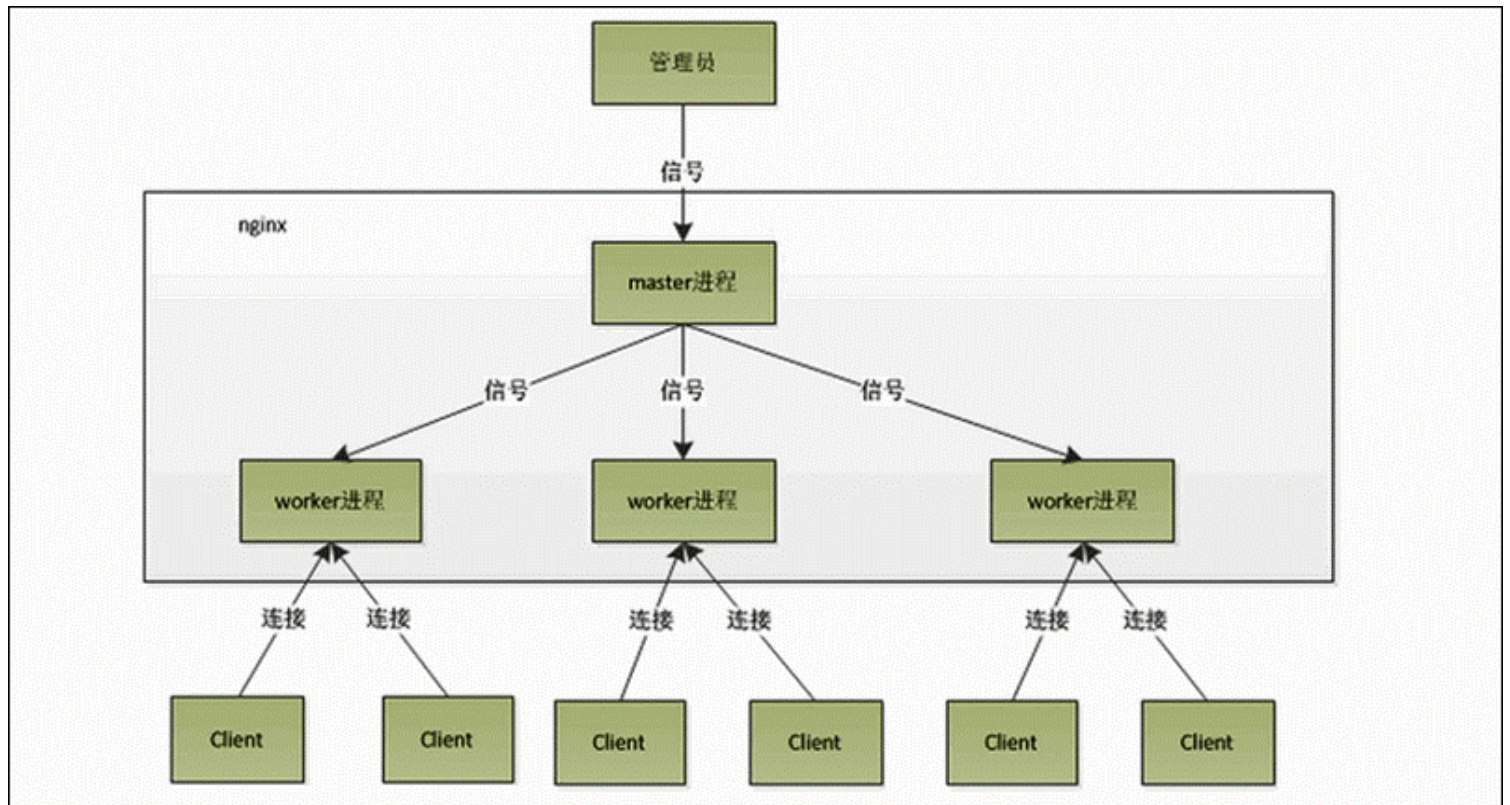 管理员
信号
nginx
master进程
信号 信号 信号
worker进程 worker进程 worker进程
连接 连接 连接 连接 连接 连接
Client Client Client Client Client Client